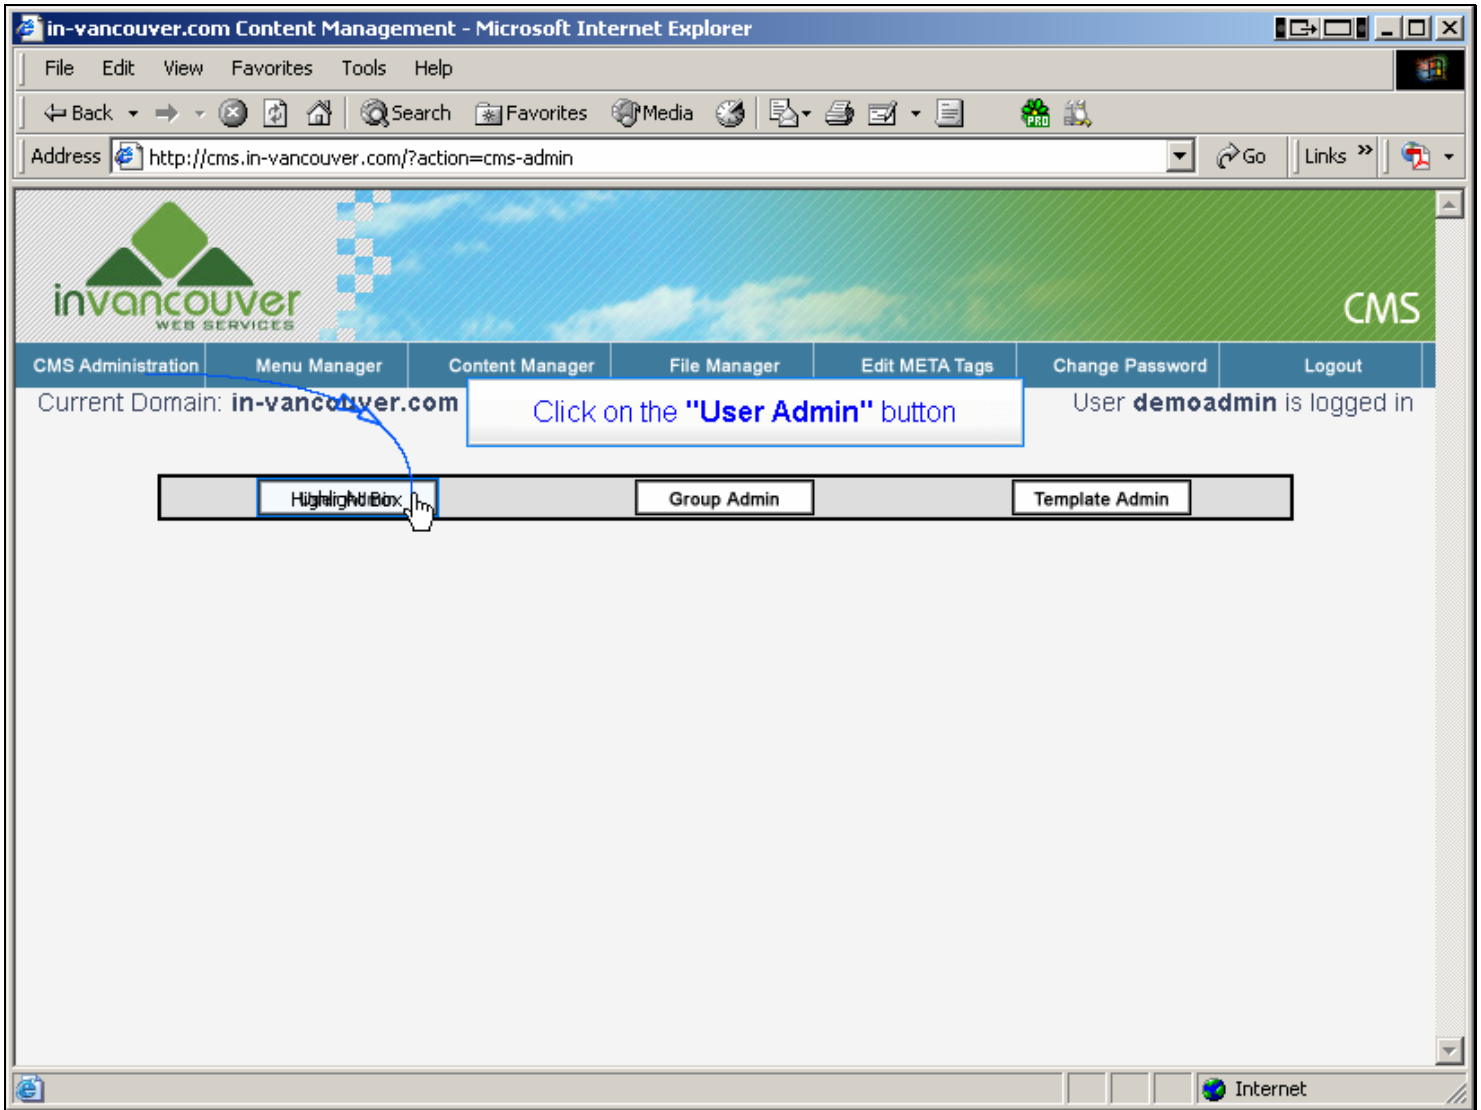 in-vancouver.com Content Management - Microsoft Internet Explorer
File Edit View Favorites Tools Help
Back Search Favorites Media PRO
Address http://cms.in-vancouver.com/?action=cms-admin Go Links »
invancouver
WEB SERVICES
CMS
CMS Administration Menu Manager Content Manager File Manager Edit META Tags Change Password Logout
Current Domain: in-vancouver.com
User demoadmin is logged in
Click on the "User Admin" button
Group Admin Template Admin
Internet